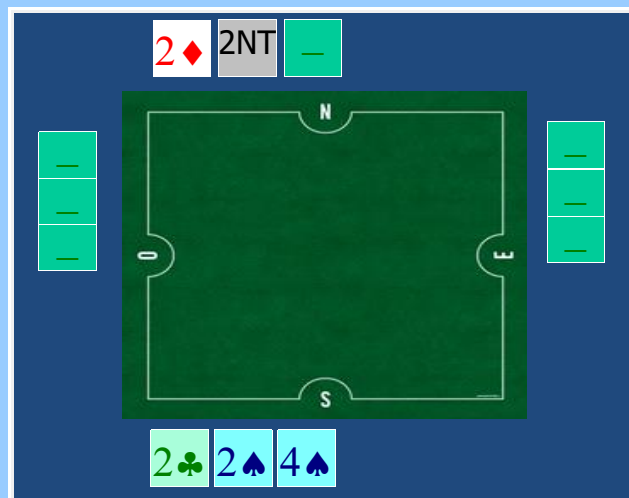 2♦ 2NT _
N
_ _
_ _
_ _
O E
S
2♣ 2♠ 4♠